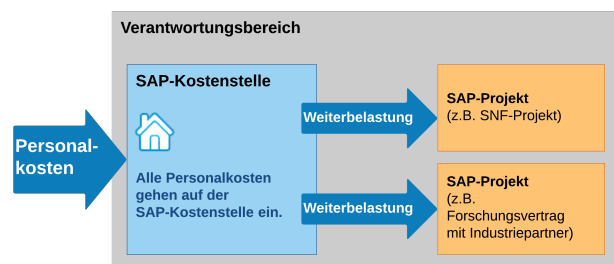 Verantwortungsbereich
SAP-Kostenstelle
Personal-
kosten
Alle Personalkosten
gehen auf der
SAP-Kostenstelle ein.
Weiterbelastung
SAP-Projekt
(z.B. SNF-Projekt)
Weiterbelastung
SAP-Projekt
(z.B.
Forschungsvertrag
mit Industriepartner)